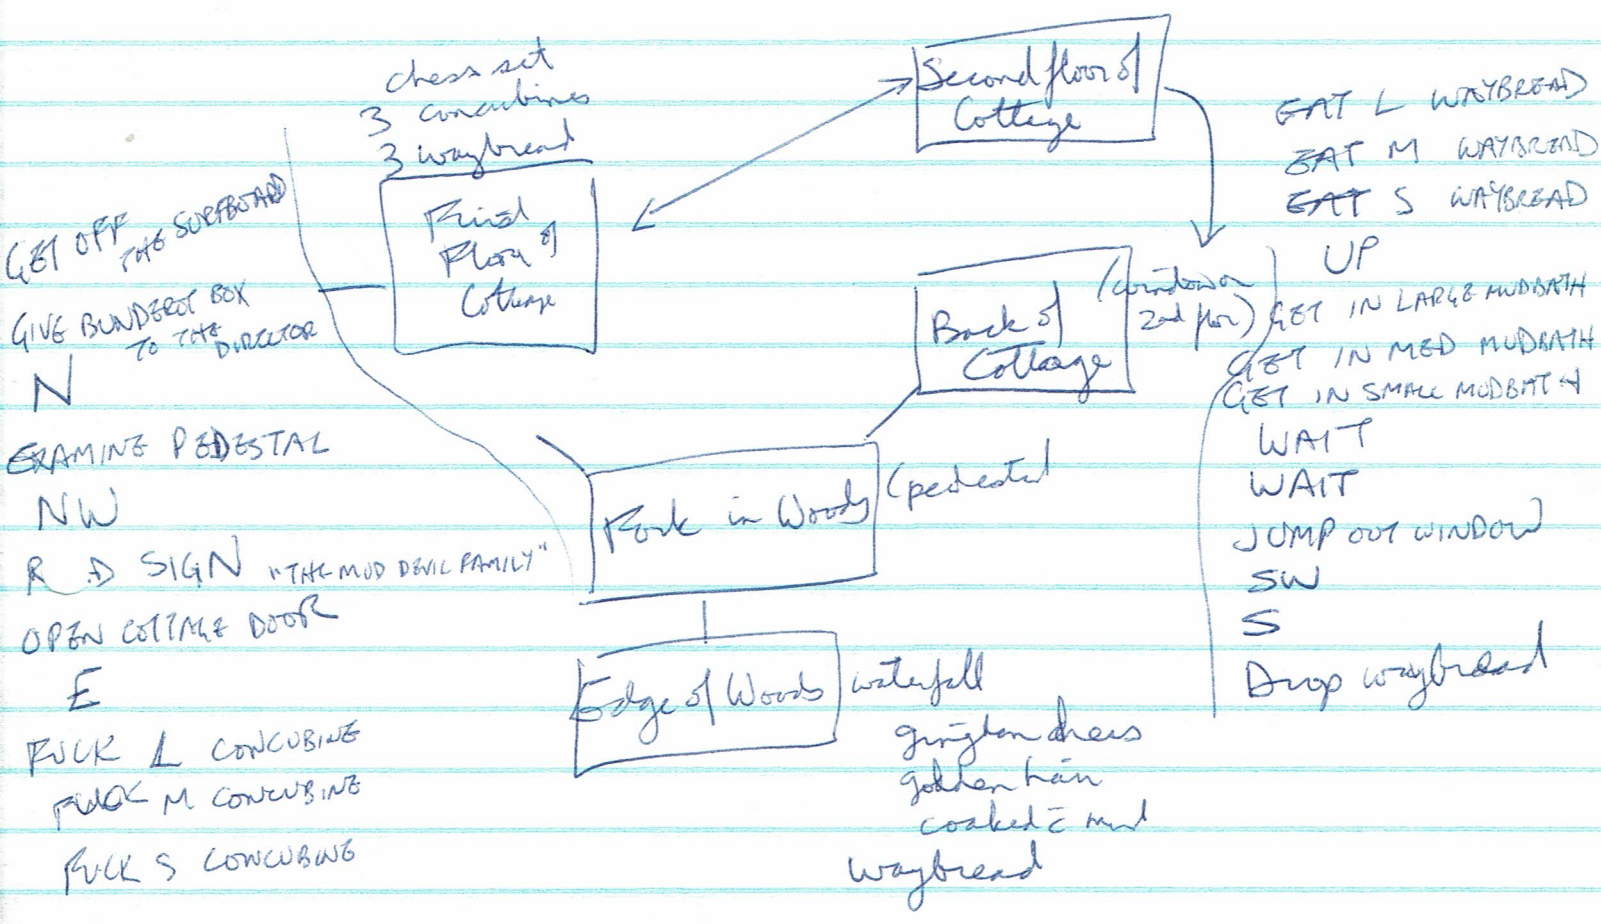 chess set
3 concubines
3 waybread
First
Floor of
Cottage
Second floor of
Cottage
Back of
Cottage
(window on
2nd floor)
Fork in Woods
(pedestal
Edge of Woods
waterfall
gingham dress
golden hair
coaked c̄ mud
waybread
GET OFF
THE SURFBOARD
GIVE BUNDEROT BOX
TO THE
DIRECTOR
N
EXAMINE PEDESTAL
NW
R D SIGN "THE MUD DEVIL FAMILY"
OPEN COTTAGE DOOR
E
FUCK L CONCUBINE
FUCK M CONCUBINE
FUCK S CONCUBINE
EAT L WAYBREAD
EAT M WAYBREAD
EAT S WAYBREAD
UP
GET IN LARGE MUDBATH
GET IN MED MUDBATH
GET IN SMALL MUDBATH
WAIT
WAIT
JUMP OUT WINDOW
SW
S
Drop waybread